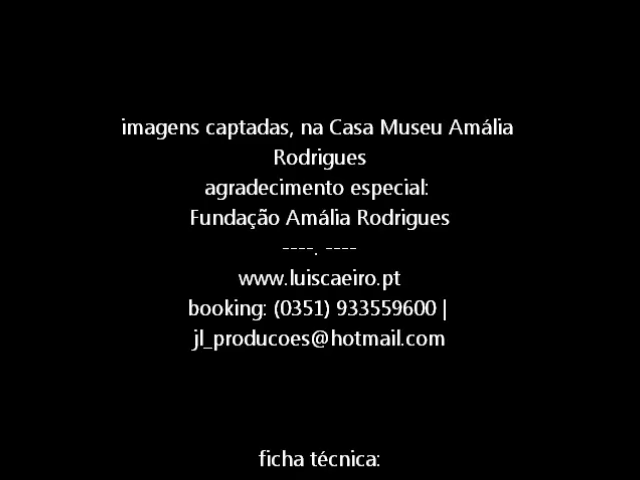 imagens captadas, na Casa Museu Amália
Rodrigues
agradecimento especial:
Fundação Amália Rodrigues
----. ----
www.luiscaeiro.pt
booking: (0351) 933559600 |
jl_producoes@hotmail.com
ficha técnica: